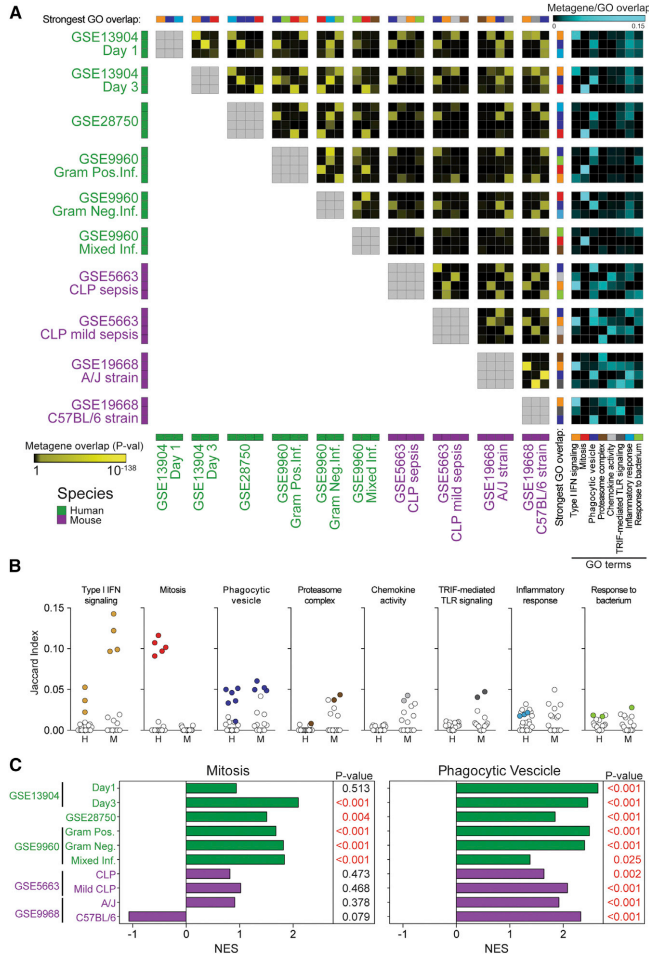 A
Strongest GO overlap:
Metagene/GO overlap
0
0.15
GSE13904
Day 1
GSE13904
Day 3
GSE28750
GSE9960
Gram Pos.Inf.
GSE9960
Gram Neg.Inf.
GSE9960
Mixed Inf.
GSE5663
CLP sepsis
GSE5663
CLP mild sepsis
GSE19668
A/J strain
GSE19668
C57BL/6 strain
Metagene overlap (P-val)
1
10-138
Species
Human
Mouse
GSE13904
Day 1
GSE13904
Day 3
GSE28750
GSE9960
Gram Pos.Inf.
GSE9960
Gram Neg.Inf.
GSE9960
Mixed Inf.
GSE5663
CLP sepsis
GSE5663
CLP mild sepsis
GSE19668
A/J strain
GSE19668
C57BL/6 strain
Strongest GO overlap:
Type I IFN signaling
Mitosis
Phagocytic vesicle
Proteasome complex
Chemokine activity
TRIF-mediated TLR signaling
Inflammatory response
Response to bacterium
GO terms
B
Type I IFN
signaling
Mitosis
Phagocytic
vesicle
Proteasome
complex
Chemokine
activity
TRIF-mediated
TLR signaling
Inflammatory
response
Response to
bacterium
Jaccard Index
0.15
0.10
0.05
0.00
H M H M H M H M H M H M H M H M
C
Mitosis
P-value
Phagocytic Vescicle
P-value
GSE13904
Day1
0.513
<0.001
Day3
<0.001
<0.001
GSE28750
0.004
<0.001
GSE9960
Gram Pos.
<0.001
<0.001
Gram Neg.
<0.001
<0.001
Mixed Inf.
<0.001
0.025
GSE5663
CLP
0.473
0.002
Mild CLP
0.468
<0.001
GSE9968
A/J
0.378
<0.001
C57BL/6
0.079
<0.001
-1 0 1 2
-1 0 1 2
NES
NES